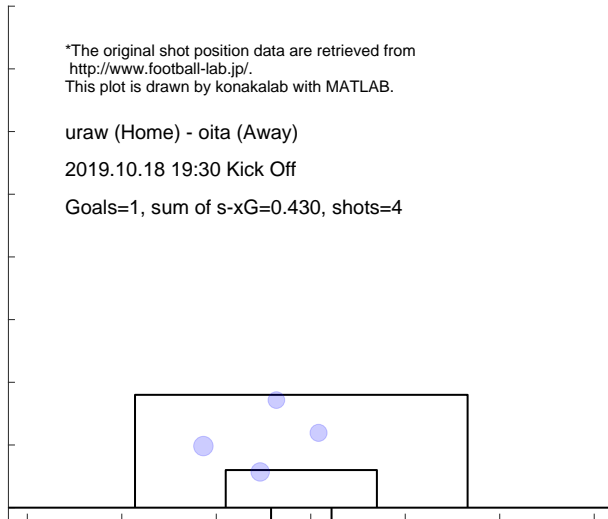 *The original shot position data are retrieved from
http://www.football-lab.jp/.
This plot is drawn by konakalab with MATLAB.
uraw (Home) - oita (Away)
2019.10.18 19:30 Kick Off
Goals=1, sum of s-xG=0.430, shots=4